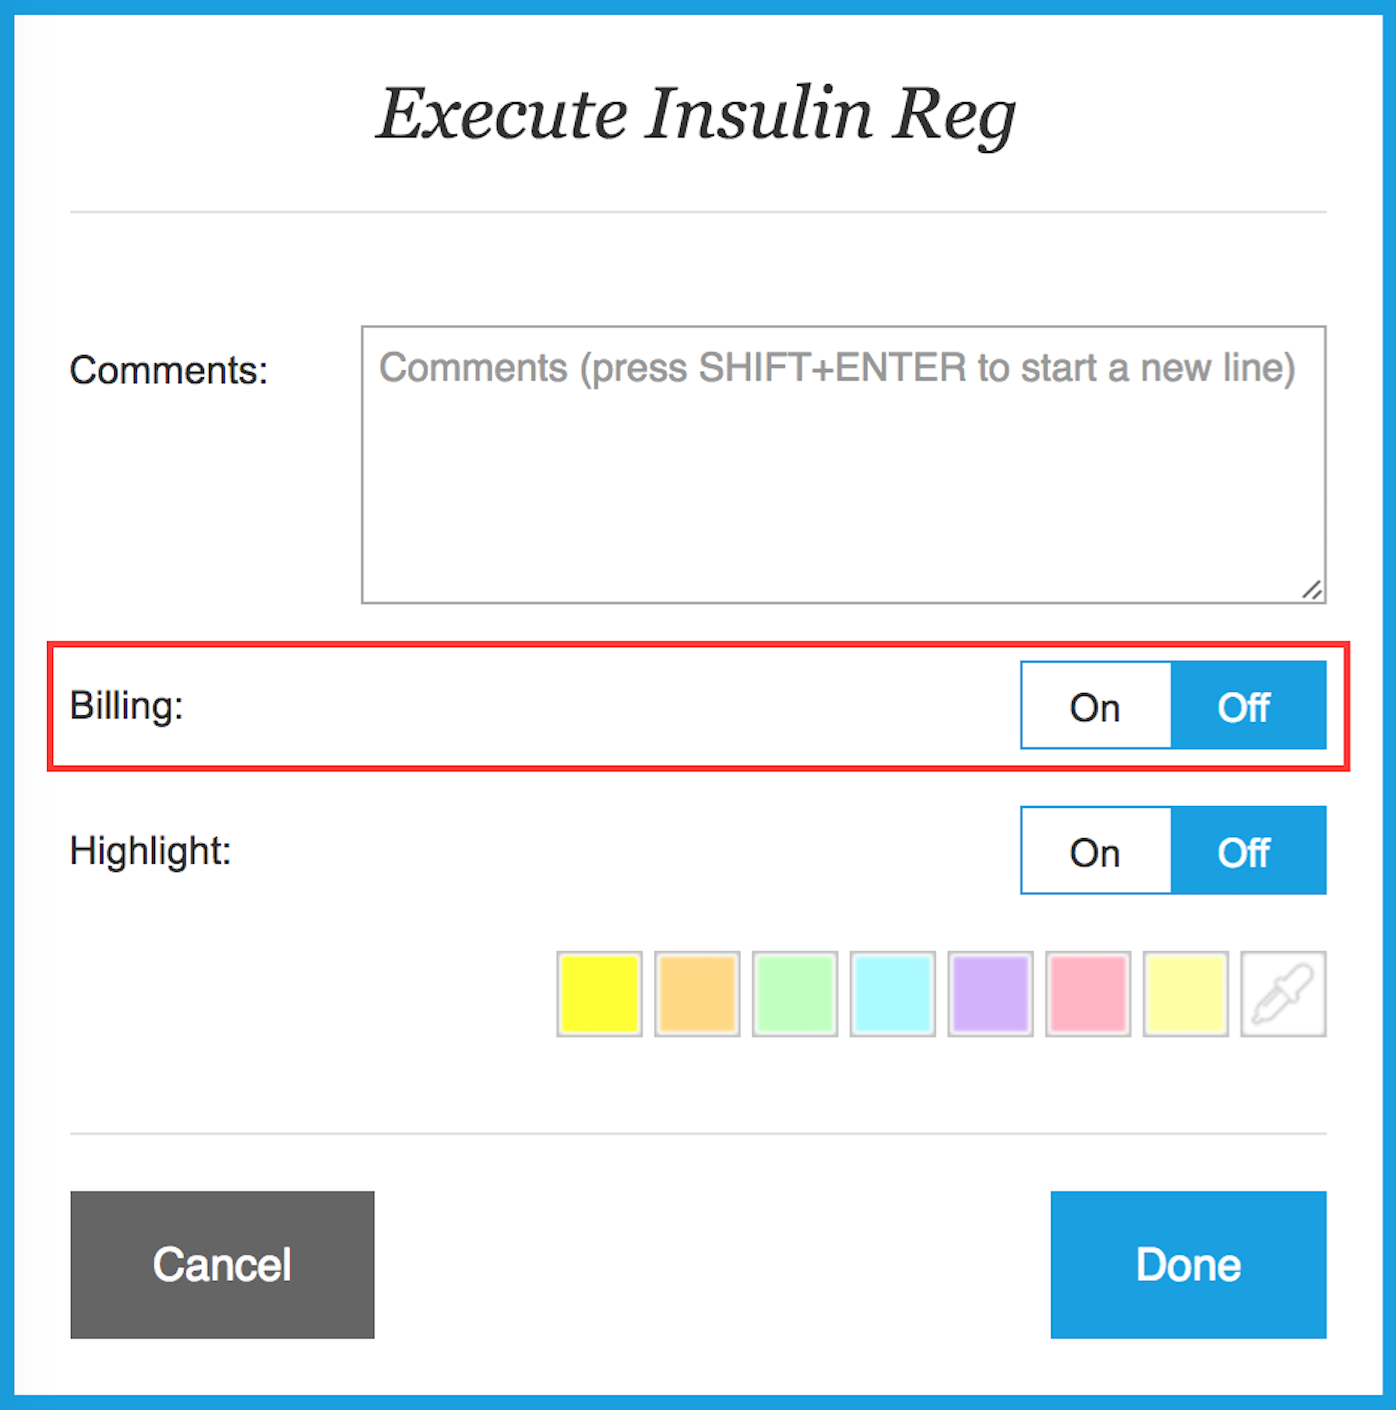 Execute Insulin Reg
Comments:
Comments (press SHIFT+ENTER to start a new line)
Billing:
On Off
Highlight:
On Off
Cancel
Done